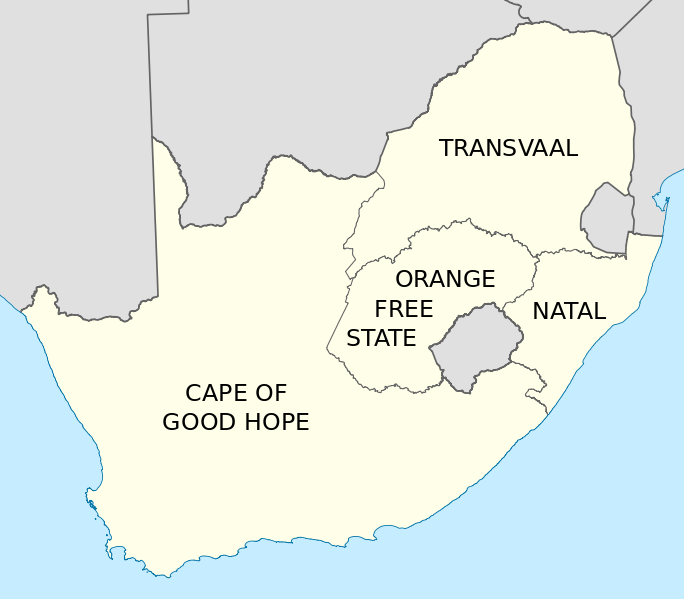 TRANSVAAL
ORANGE
FREE
STATE
NATAL
CAPE OF
GOOD HOPE